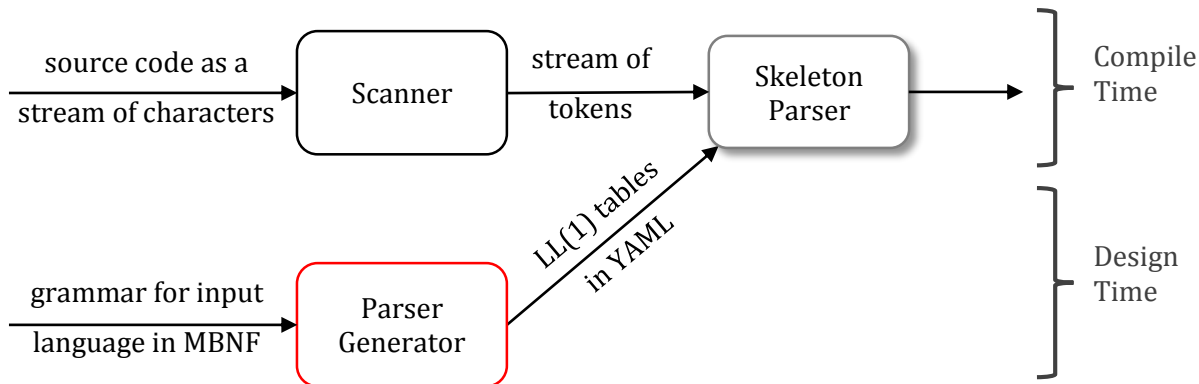 source code as a
stream of characters
Scanner
stream of
tokens
Skeleton
Parser
Compile
Time
LL(1) tables
in YAML
grammar for input
language in MBNF
Parser
Generator
Design
Time